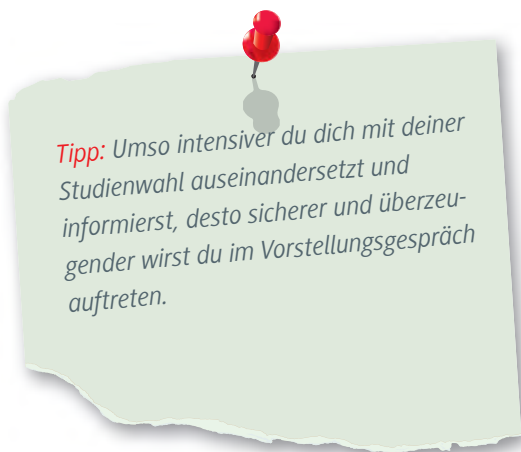 Tipp: Umso intensiver du dich mit deiner
Studienwahl auseinandersetzt und
informierst, desto sicherer und überzeu-
gender wirst du im Vorstellungsgespräch
auftreten.